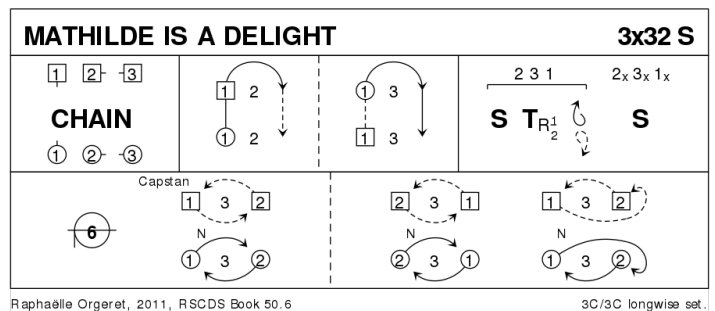 MATHILDE IS A DELIGHT 3x32 S
1 2 3 1 2 1 3 2 3 1 2x 3x 1x
CHAIN S TR 1/2 S
1 2 3 1 2 1 3
Capstan
1 3 2 2 3 1 1 3 2
6 N N N
1 3 2 2 3 1 1 3 2
Raphaëlle Orgeret, 2011, RSCDS Book 50.6 3C/3C longwise set.